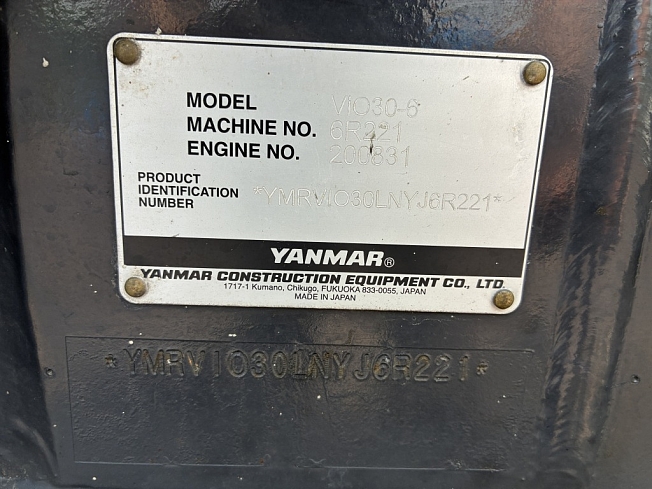 MODEL VIO30-6
MACHINE NO. 6R221
ENGINE NO. 200831
PRODUCT
IDENTIFICATION
NUMBER *YMRVIO30LNYJ6R221*
YANMAR®
YANMAR CONSTRUCTION EQUIPMENT CO., LTD.
1717-1 Kumano, Chikugo, FUKUOKA 833-0055, JAPAN
MADE IN JAPAN
*YMRVIO30LNYJ6R221*